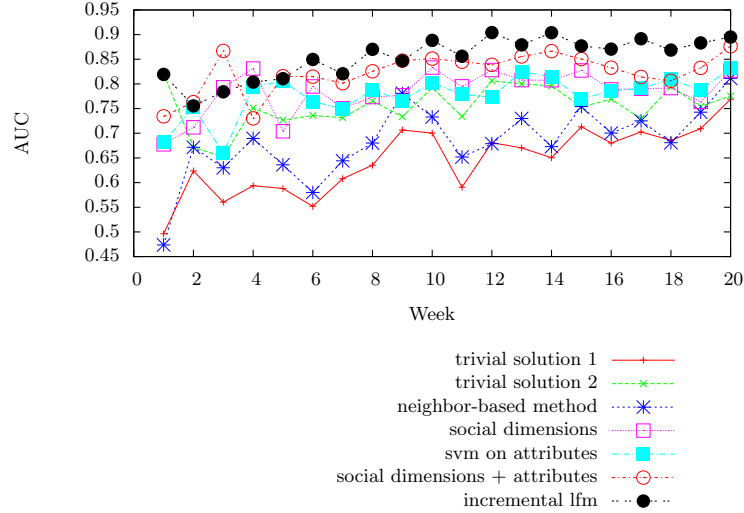 0.95
0.9
0.85
0.8
0.75
0.7
0.65
0.6
0.55
0.5
0.45
AUC
0 2 4 6 8 10 12 14 16 18 20
Week
trivial solution 1
trivial solution 2
neighbor-based method
social dimensions
svm on attributes
social dimensions + attributes
incremental lfm